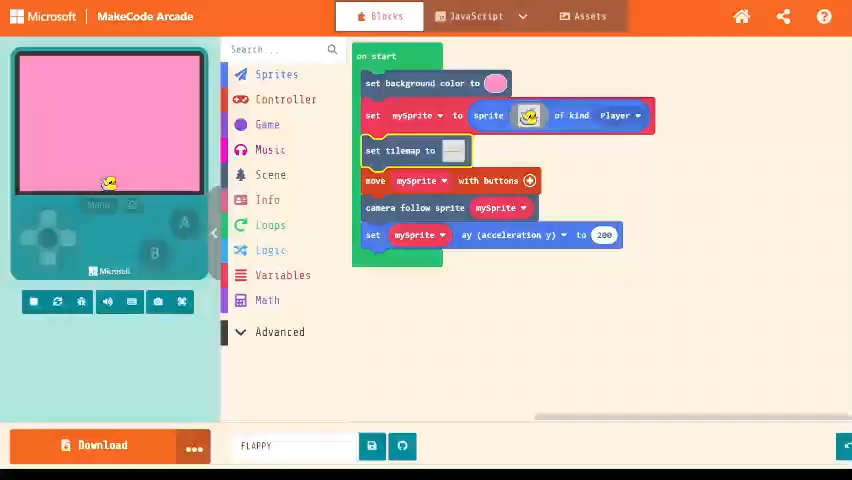 Microsoft MakeCode Arcade Blocks JavaScript Assets
Search...
Sprites
Controller
Game
Music
Scene
Info
Loops
Logic
Variables
Math
Advanced
on start
set background color to
set mySprite to sprite of kind Player
set tilemap to
move mySprite with buttons
camera follow sprite mySprite
set mySprite ay (acceleration y) to 200
Menu
A
B
Microsoft
Download
FLAPPY